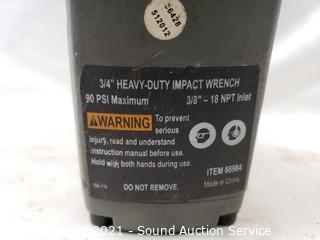 66428
512012
3/4" HEAVY-DUTY IMPACT WRENCH
90 PSI Maximum 3/8" – 18 NPT Inlet
WARNING To prevent
serious
injury, read and understand
instruction manual before use.
Hold with both hands during use.
ITEM 66984
DO NOT REMOVE. Made in China
2021 - Sound Auction Service